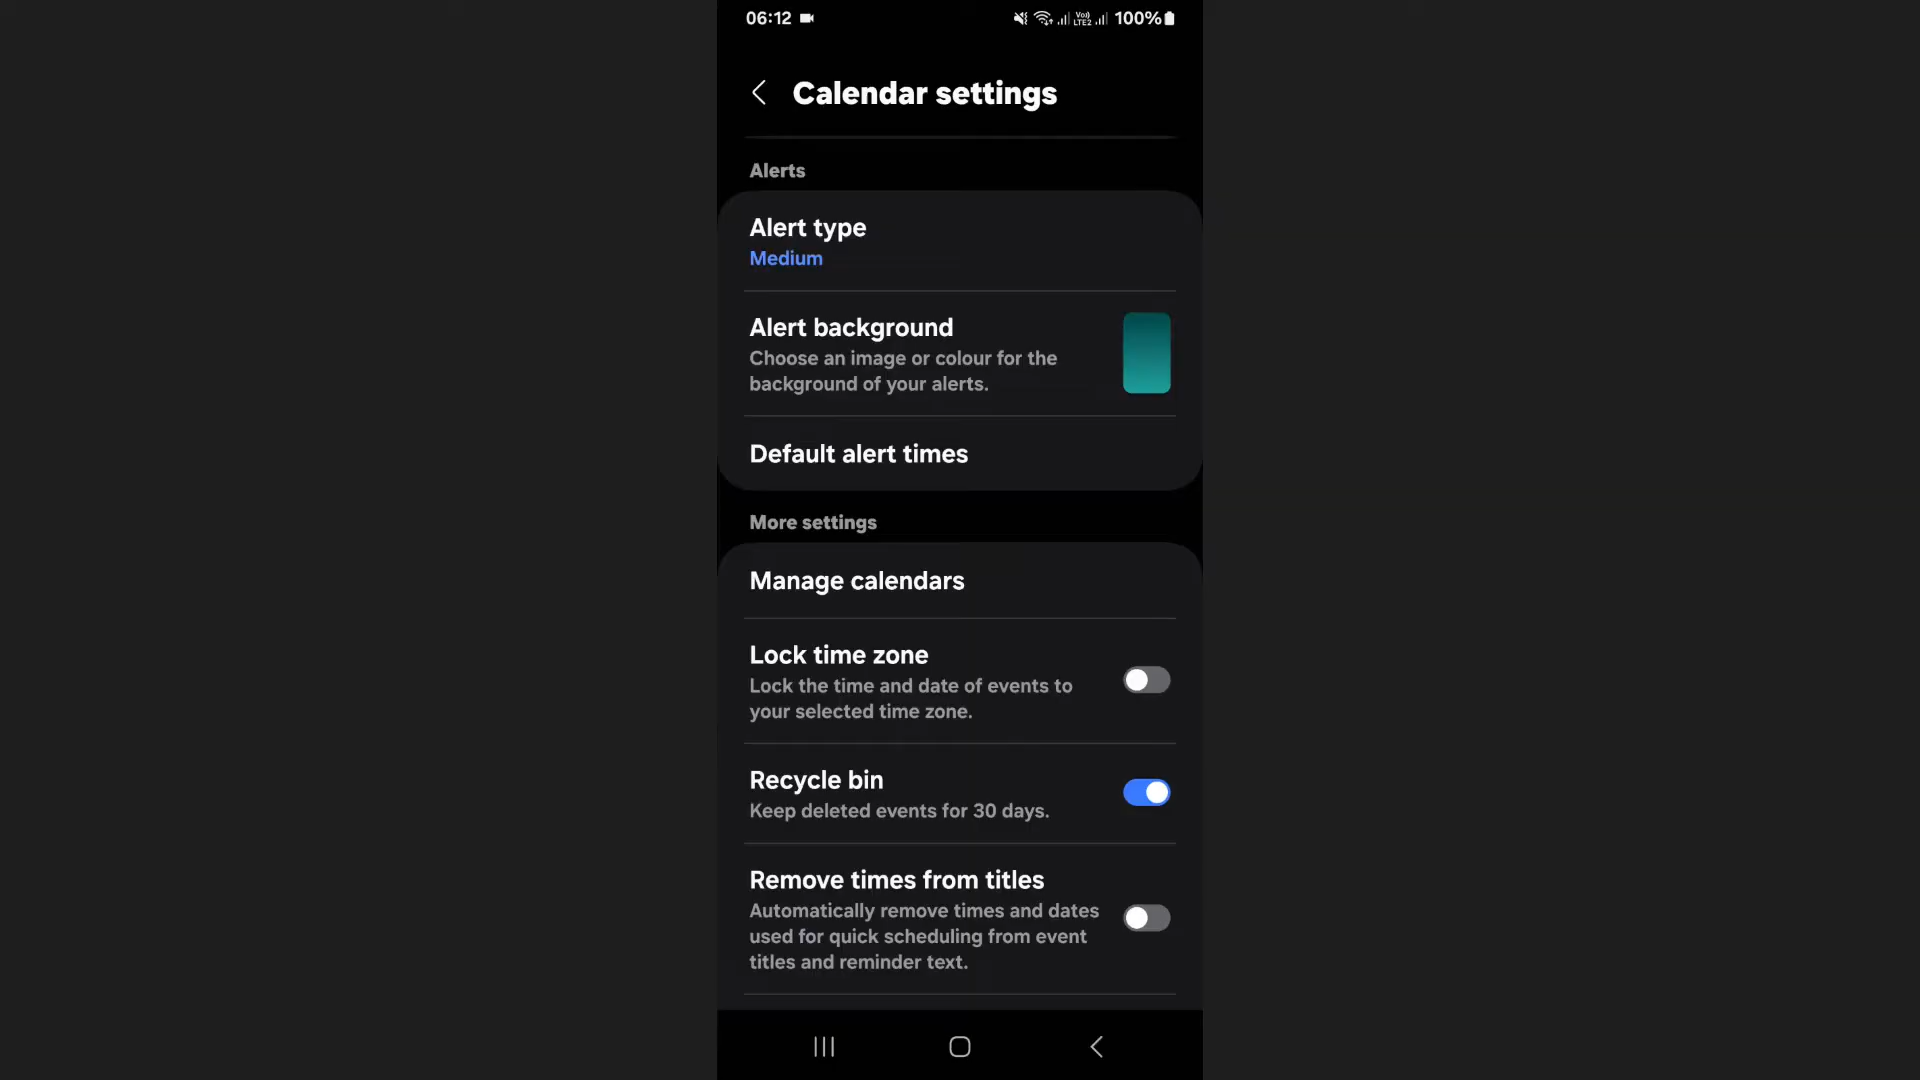 06:12
Vo))
LTE2
100%
Calendar settings
Alerts
Alert type
Medium
Alert background
Choose an image or colour for the
background of your alerts.
Default alert times
More settings
Manage calendars
Lock time zone
Lock the time and date of events to
your selected time zone.
Recycle bin
Keep deleted events for 30 days.
Remove times from titles
Automatically remove times and dates
used for quick scheduling from event
titles and reminder text.